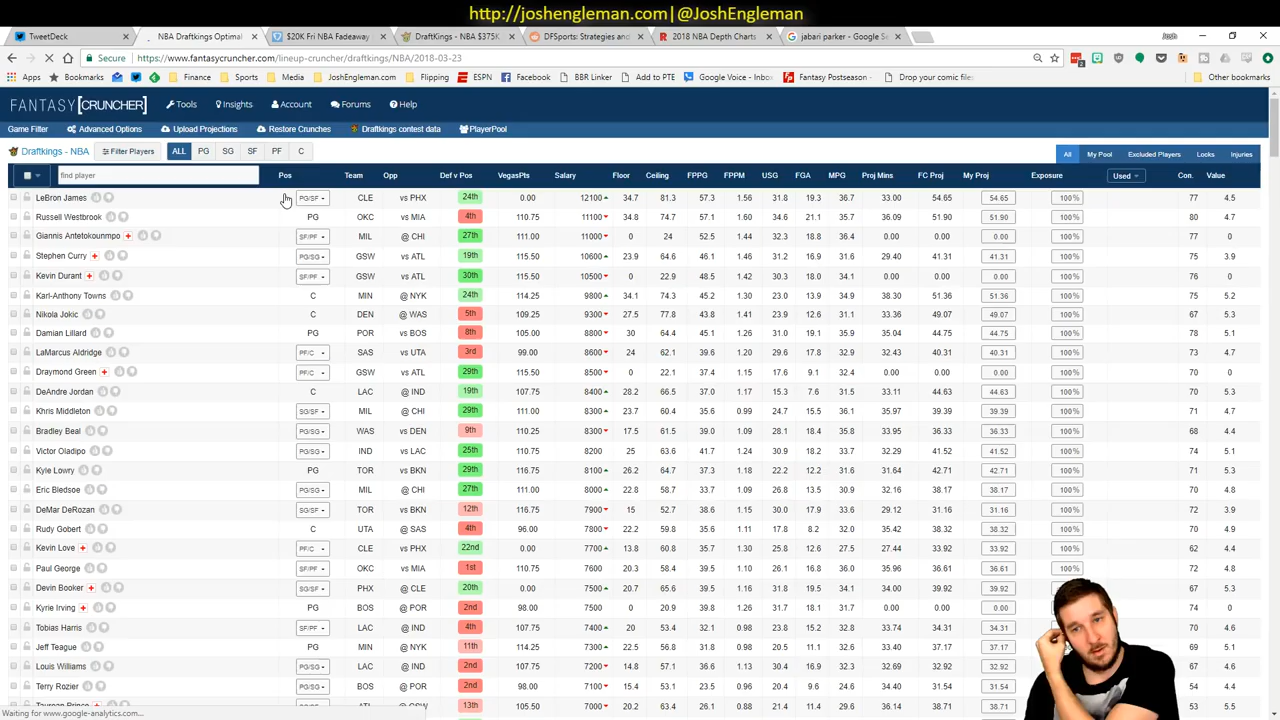 http://joshengleman.com|@JoshEngleman
TweetDeck NBA Draftkings Optimal $20K Fri NBA Fadeaway DraftKings - NBA $375K DFSports: Strategies and 2018 NBA Depth Charts jabari parker - Google Se Josh
Secure https://www.fantasycruncher.com/lineup-cruncher/draftkings/NBA/2018-03-23
Apps Bookmarks Finance Sports Media JoshEngleman.com Flipping ESPN Facebook BBR Linker Add to PTE Google Voice - Inbo Fantasy Postseason - Drop your comic files Other bookmarks
FANTASY[CRUNCHER] Tools Insights Account Forums Help
Game Filter Advanced Options Upload Projections Restore Crunches Draftkings contest data PlayerPool
Draftkings - NBA Filter Players ALL PG SG SF PF C All My Pool Excluded Players Locks Injuries
find player Pos Team Opp Def v Pos VegasPts Salary Floor Ceiling FPPG FPPM USG FGA MPG Proj Mins FC Proj My Proj Exposure Used Con. Value
LeBron James PG/SF CLE vs PHX 24th 0.00 12100 34.7 81.3 57.3 1.56 31.8 19.3 36.7 33.00 54.65 54.65 100% 77 4.5
Russell Westbrook PG OKC vs MIA 4th 110.75 11100 34.8 74.7 57.1 1.60 34.6 21.1 35.7 36.09 51.90 51.90 100% 80 4.7
Giannis Antetokounmpo SF/PF MIL @ CHI 27th 111.00 11000 0 24 52.5 1.44 32.3 18.8 36.4 0.00 0.00 0.00 100% 77 0
Stephen Curry PG/SG GSW vs ATL 19th 115.50 10600 23.9 64.6 46.1 1.46 31.2 16.9 31.6 29.40 41.31 41.31 100% 75 3.9
Kevin Durant SF/PF GSW vs ATL 30th 115.50 10500 0 22.9 48.5 1.42 30.3 18.0 34.1 0.00 0.00 0.00 100% 76 0
Karl-Anthony Towns C MIN @ NYK 24th 114.25 9800 34.1 74.3 45.2 1.30 23.0 13.9 34.9 38.30 51.36 51.36 100% 75 5.2
Nikola Jokic C DEN @ WAS 5th 109.25 9300 27.5 77.8 43.8 1.41 23.9 13.1 31.6 33.36 49.07 49.07 100% 67 5.3
Damian Lillard PG POR vs BOS 8th 105.00 8800 30 64.4 45.1 1.26 31.0 19.1 35.9 35.04 44.75 44.75 100% 78 5.1
LaMarcus Aldridge PF/C SAS vs UTA 3rd 99.00 8600 24 62.1 39.6 1.20 29.6 17.8 32.9 32.43 40.31 40.31 100% 73 4.7
Draymond Green PF/C GSW vs ATL 29th 115.50 8500 0 22.1 37.4 1.15 17.6 9.1 32.4 0.00 0.00 0.00 100% 70 0
DeAndre Jordan C LAC @ IND 19th 107.75 8400 28.2 66.5 37.0 1.17 15.3 7.6 31.5 33.11 44.63 44.63 100% 70 5.3
Khris Middleton SG/SF MIL @ CHI 29th 111.00 8300 23.7 60.4 35.6 0.99 24.7 15.5 36.1 35.97 39.39 39.39 100% 71 4.7
Bradley Beal SG WAS vs DEN 9th 110.25 8300 17.5 61.5 39.0 1.09 28.1 18.4 35.8 33.95 36.33 36.33 100% 68 4.4
Victor Oladipo PG/SG IND vs LAC 25th 110.75 8200 25 63.6 41.7 1.24 30.9 18.2 33.7 32.29 41.52 41.52 100% 74 5.1
Kyle Lowry PG TOR vs BKN 29th 116.75 8100 26.2 64.7 37.3 1.18 22.2 12.9 31.6 31.64 42.71 42.71 100% 71 5.3
Eric Bledsoe PG/SG MIL @ CHI 27th 111.00 8000 22.8 58.7 33.7 1.09 26.8 13.5 30.9 32.16 38.17 38.17 100% 70 4.8
DeMar DeRozan SG/SF TOR vs BKN 12th 116.75 7900 15 52.7 38.6 1.15 30.0 18.0 33.6 29.12 31.16 31.16 100% 72 3.9
Rudy Gobert C UTA @ SAS 4th 96.00 7800 22.2 59.8 35.6 1.11 17.8 8.2 32.0 35.42 38.32 38.32 100% 70 4.9
Kevin Love PF/C CLE vs PHX 22nd 0.00 7700 13.8 60.8 35.7 1.30 25.6 12.6 27.5 27.44 33.92 33.92 100% 62 4.4
Paul George SF/PF OKC vs MIA 1st 110.75 7600 20.3 58.4 39.5 1.10 26.1 16.8 36.0 35.96 36.61 36.61 100% 72 4.8
Devin Booker SG/SF PHX @ CLE 20th 0.00 7500 20.7 65.3 39.5 1.16 31.8 19.5 34.1 34.00 39.92 39.92 100% 67 5.3
Kyrie Irving PG BOS @ POR 2nd 98.00 7500 0 20.9 39.8 1.26 31.7 18.1 31.7 0.00 0.00 0.00 74 0
Tobias Harris SF/PF LAC @ IND 4th 107.75 7400 20 53.4 32.1 0.98 23.8 15.2 32.8 33.74 34.31 34.31 70 4.6
Jeff Teague PG MIN @ NYK 11th 114.25 7300 22.5 56.8 31.8 0.98 20.5 11.1 32.6 33.40 37.17 37.17 69 5.1
Louis Williams PG/SG LAC @ IND 2nd 107.75 7200 14.8 57.1 36.6 1.13 30.4 16.9 32.3 32.69 32.92 32.92 67 4.6
Terry Rozier PG/SG BOS @ POR 2nd 98.00 7100 15.4 53.1 23.5 0.96 20.1 9.6 24.6 34.40 31.54 31.54 54 4.4
Taurean Prince ATL 13th 105.50 7000 20.2 0.88 21.4 34.00 38.71 38.71 53 5.5
Waiting for www.google-analytics.com...